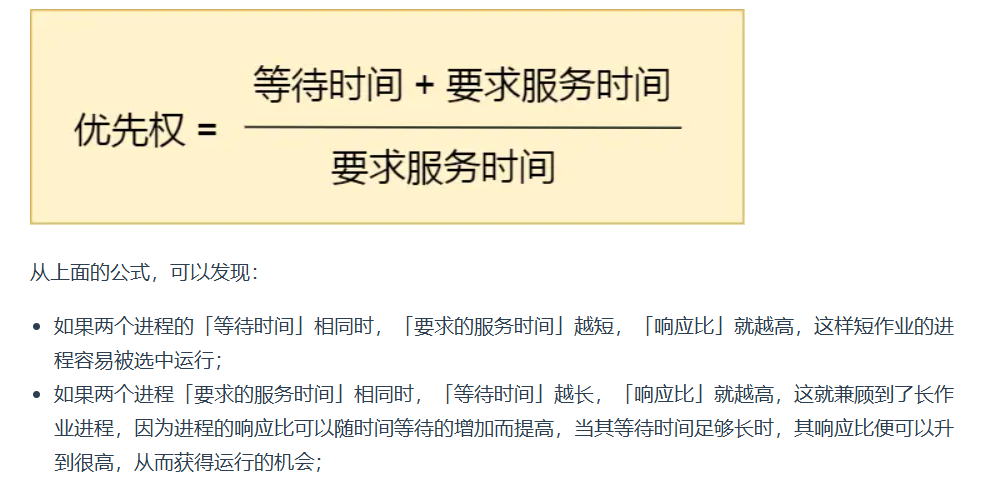 等待时间 + 要求服务时间
优先权 =
要求服务时间
从上面的公式，可以发现：
• 如果两个进程的「等待时间」相同时，「要求的服务时间」越短，「响应比」就越高，这样短作业的进
程容易被选中运行；
• 如果两个进程「要求的服务时间」相同时，「等待时间」越长，「响应比」就越高，这就兼顾到了长作
业进程，因为进程的响应比可以随时间等待的增加而提高，当其等待时间足够长时，其响应比便可以升
到很高，从而获得运行的机会；